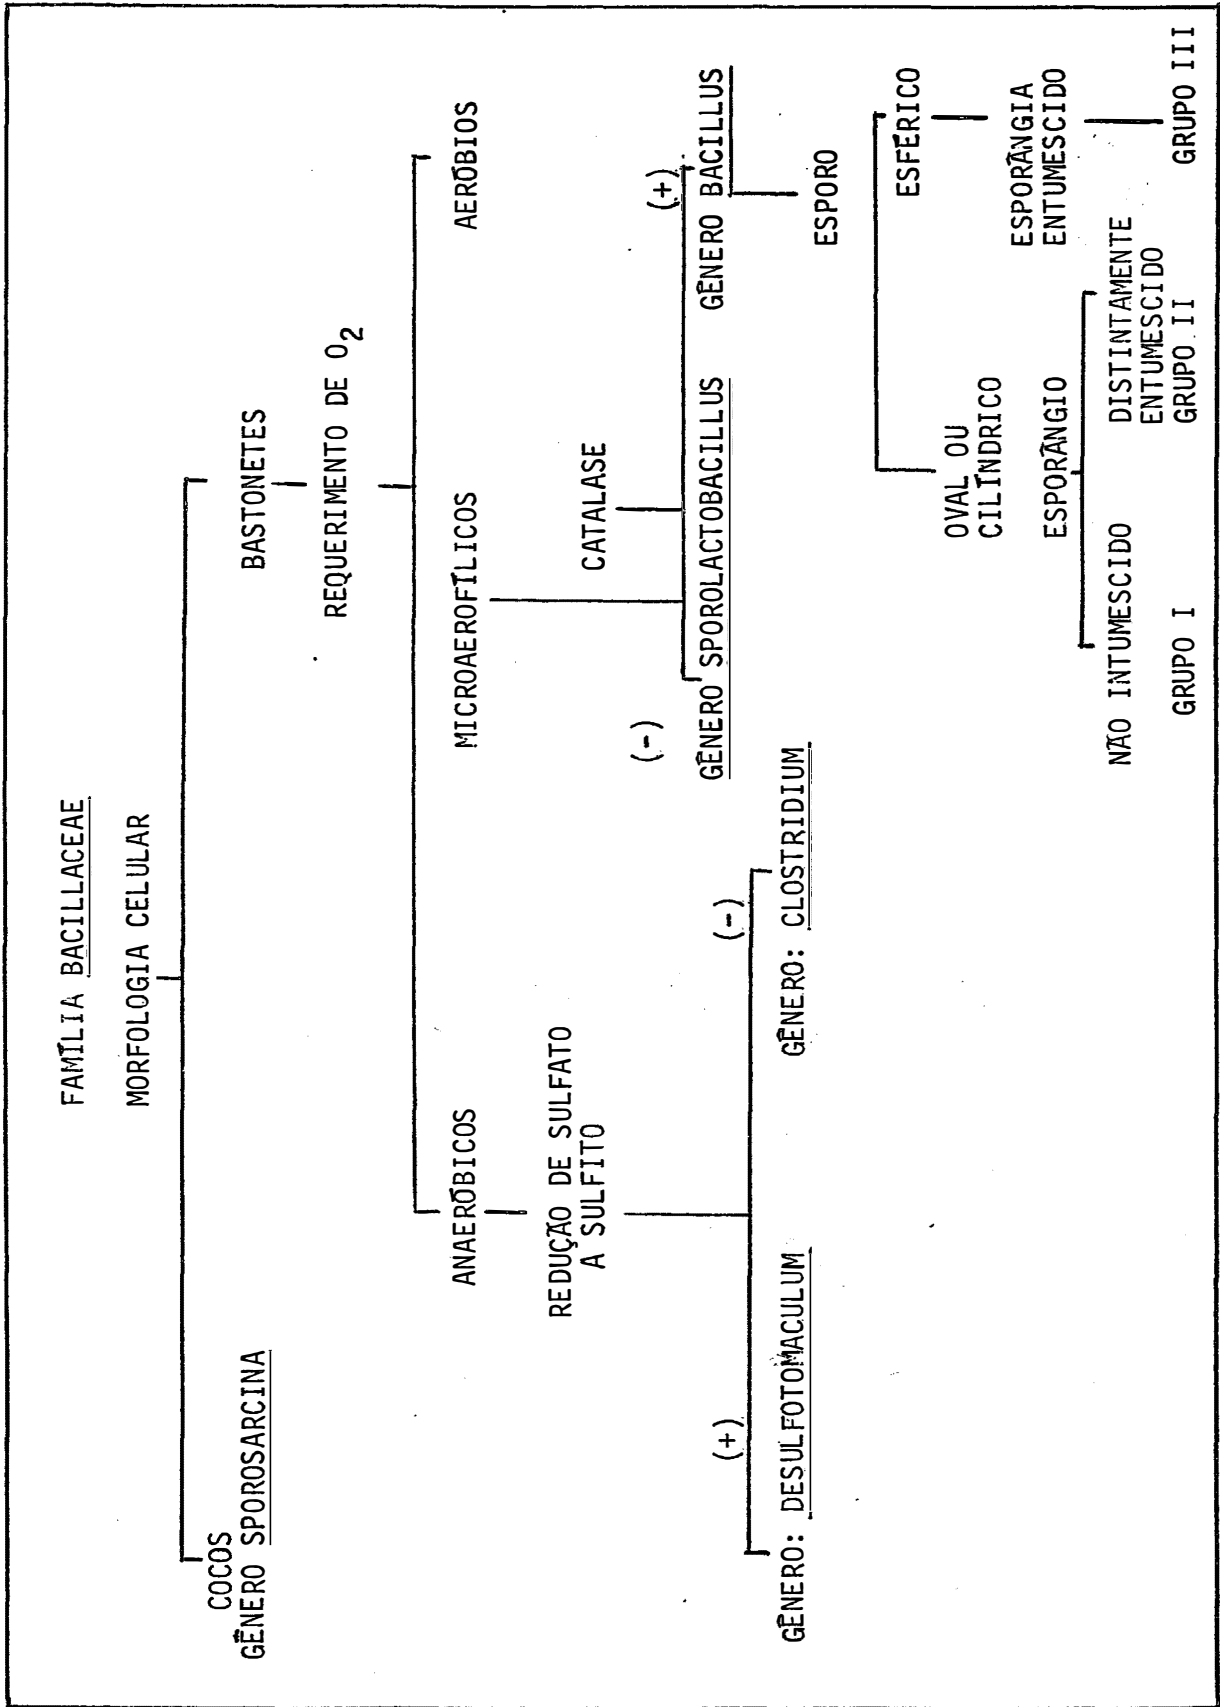 FAMÍLIA BACILLACEAE
MORFOLOGIA CELULAR
COCOS
GÊNERO SPOROSARCINA
BASTONETES
REQUERIMENTO DE O2
ANAERÓBICOS
MICROAEROFÍLICOS
AERÓBIOS
REDUÇÃO DE SULFATO
A SULFITO
CATALASE
(-)
(+)
GÊNERO SPOROLACTOBACILLUS
GÊNERO BACILLUS
(+)
(-)
GÊNERO: DESULFOTOMACULUM
GÊNERO: CLOSTRIDIUM
ESPORO
ESFÉRICO
OVAL OU
CILÍNDRICO
ESPORÂNGIA
ENTUMESCIDO
ESPORÂNGIO
NÃO INTUMESCIDO
DISTINTAMENTE
ENTUMESCIDO
GRUPO I
GRUPO II
GRUPO III